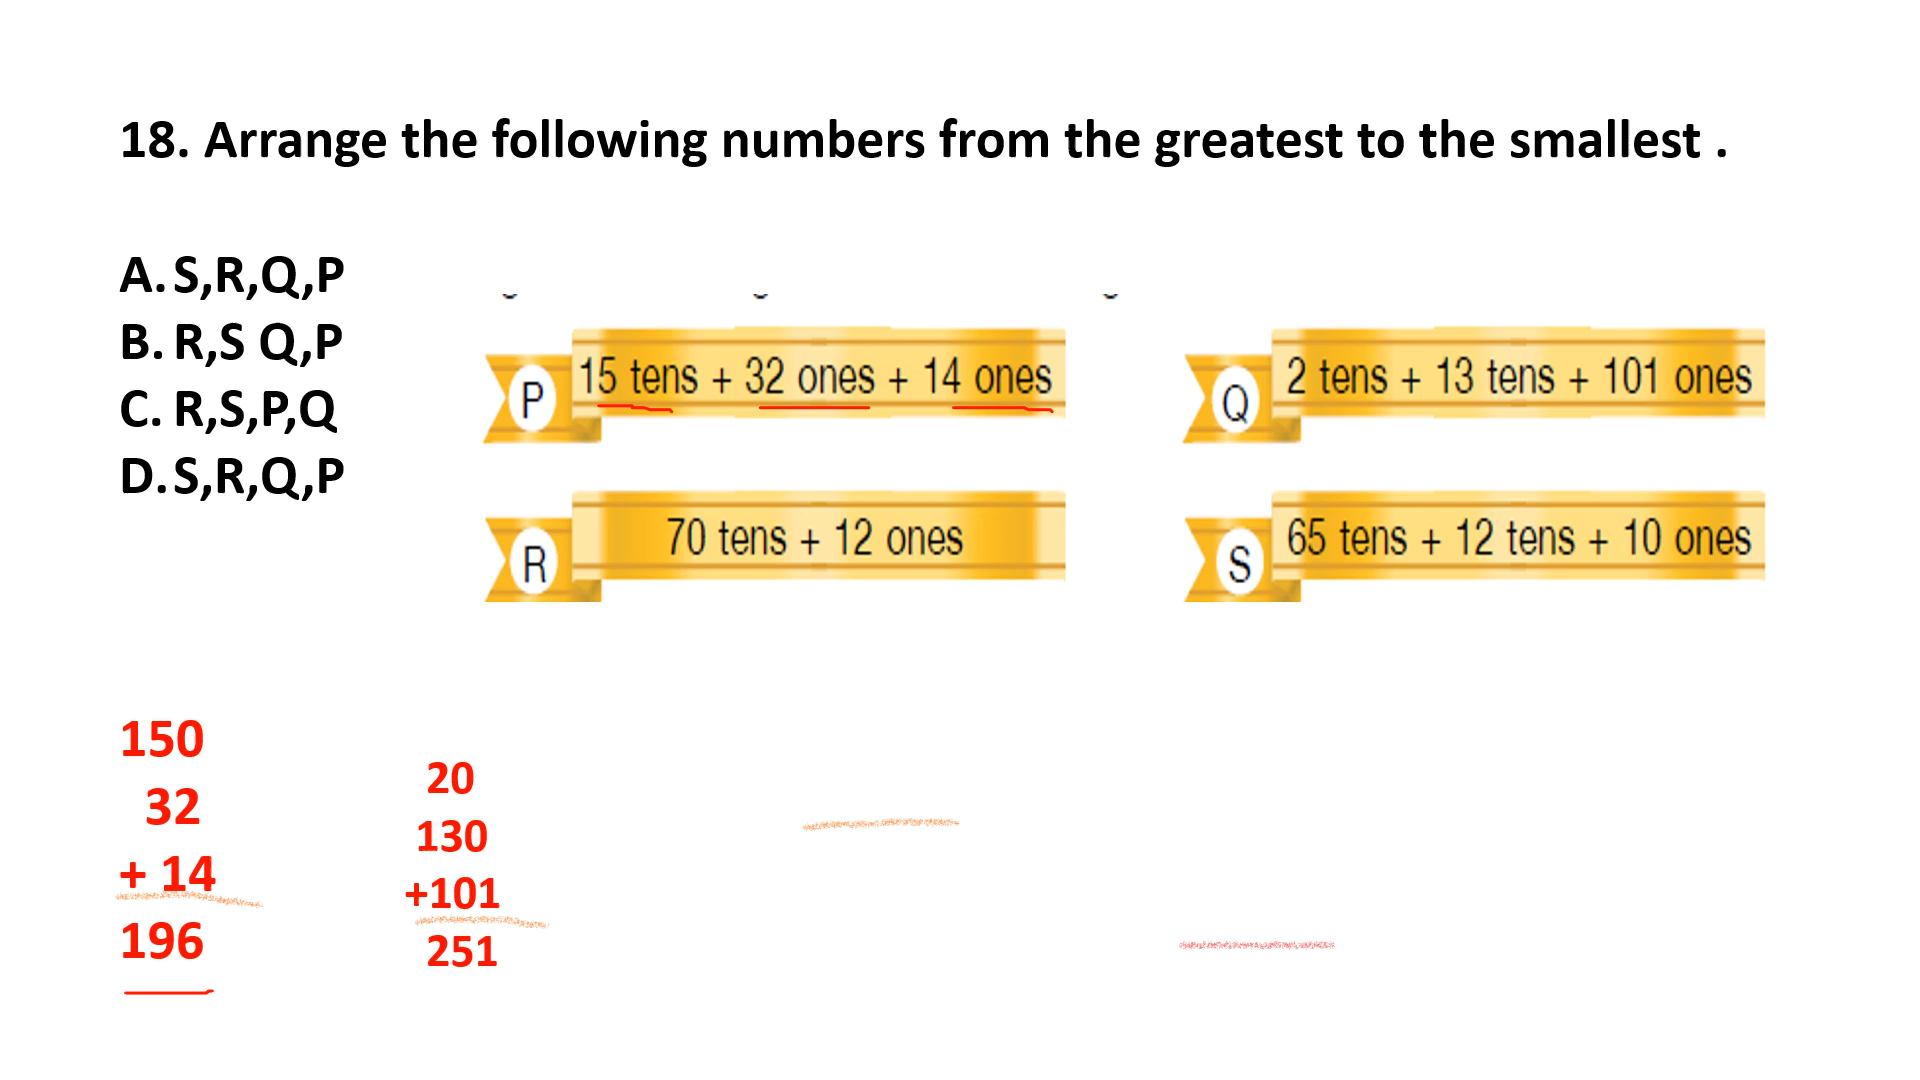 18. Arrange the following numbers from the greatest to the smallest .
A. S,R,Q,P
B. R,S Q,P
C. R,S,P,Q
D. S,R,Q,P
P 15 tens + 32 ones + 14 ones
Q 2 tens + 13 tens + 101 ones
R 70 tens + 12 ones
S 65 tens + 12 tens + 10 ones
150
32
+ 14
196
20
130
+101
251